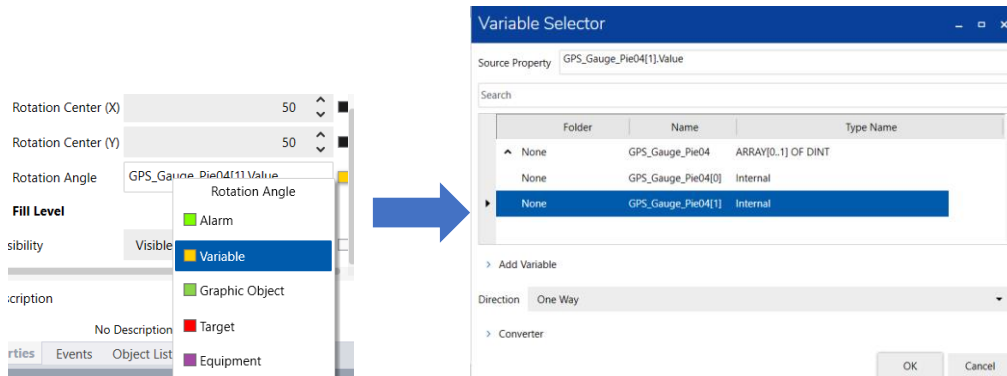 Rotation Center (X) 50
Rotation Center (Y) 50
Rotation Angle GPS_Gauge_Pie04[1].Value
Rotation Angle
Fill Level
Alarm
sibility Visible
Variable
Graphic Object
scription
Target
No Description
rties Events Object List
Equipment
Variable Selector
Source Property GPS_Gauge_Pie04[1].Value
Search
Folder Name Type Name
None GPS_Gauge_Pie04 ARRAY[0..1] OF DINT
None GPS_Gauge_Pie04[0] Internal
None GPS_Gauge_Pie04[1] Internal
Add Variable
Direction One Way
Converter
OK Cancel